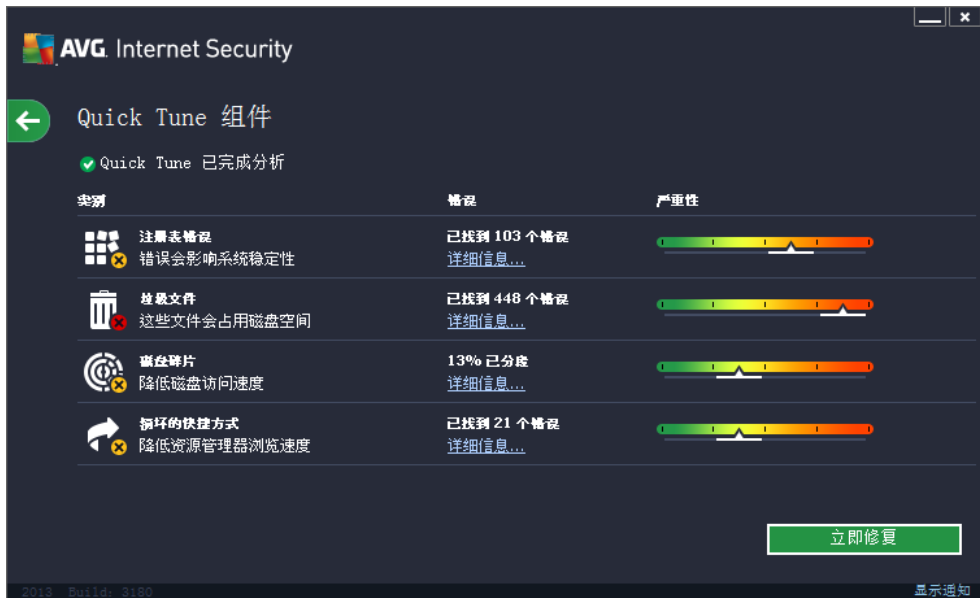 AVG. Internet Security
Quick Tune 组件
Quick Tune 已完成分析
类别 错误 严重性
注册表错误 已找到 103 个错误
错误会影响系统稳定性 详细信息...
垃圾文件 已找到 448 个错误
这些文件会占用磁盘空间 详细信息...
磁盘碎片 13% 已分成
降低磁盘访问速度 详细信息...
损坏的快捷方式 已找到 21 个错误
降低资源管理器浏览速度 详细信息...
立即修复
2013 Build: 3180 显示通知